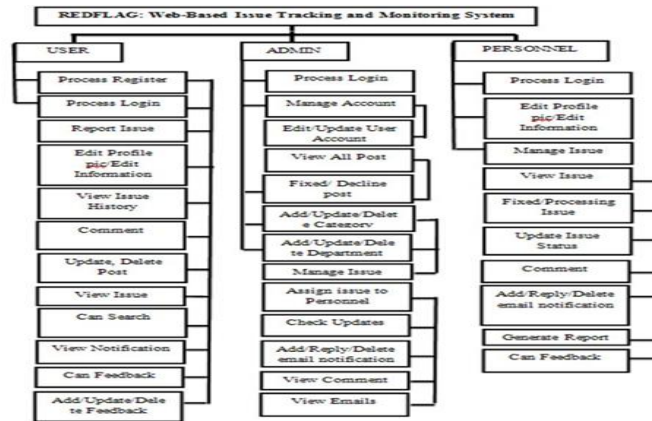 REDFLAG: Web-Based Issue Tracking and Monitoring System
USER
Process Register
Process Login
Report Issue
Edit Profile
pic/Edit
Information
View Issue
History
Comment
Update, Delete
Post
View Issue
Can Search
View Notification
Can Feedback
Add/Update/Dele
te Feedback
ADMIN
Process Login
Manage Account
Edit/Update User
Account
View All Post
Fixed/ Decline
post
Add/Update/Delet
e Category
Add/Update/Dele
te Department
Manage Issue
Assign issue to
Personnel
Check Updates
Add/Reply/Delete
email notification
View Comment
View Emails
PERSONNEL
Process Login
Edit Profile
pic/Edit
Information
Manage Issue
View Issue
Fixed/Processing
Issue
Update Issue
Status
Comment
Add/Reply/Delete
email notification
Generate Report
Can Feedback